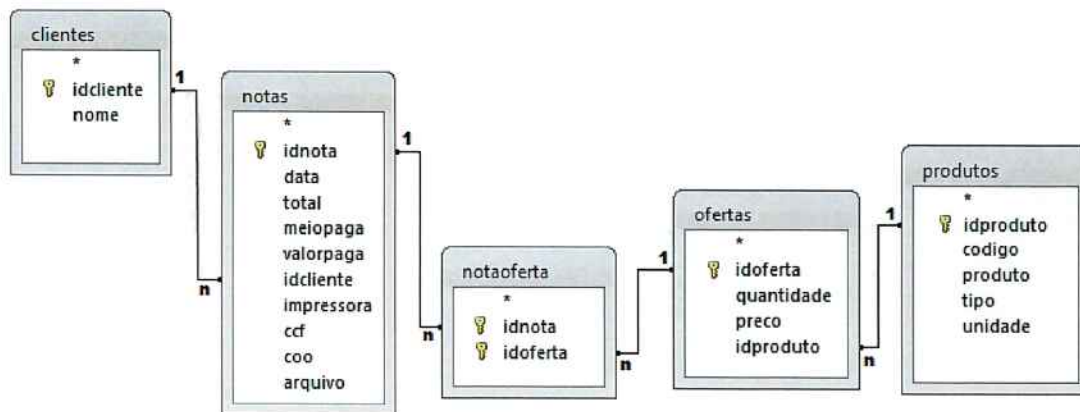 clientes
*
idcliente
nome
1
n
notas
*
idnota
data
total
meiopaga
valorpaga
idcliente
impressora
ccf
coo
arquivo
1
n
notaoferta
*
idnota
idoferta
1
n
ofertas
*
idoferta
quantidade
preco
idproduto
1
n
produtos
*
idproduto
codigo
produto
tipo
unidade